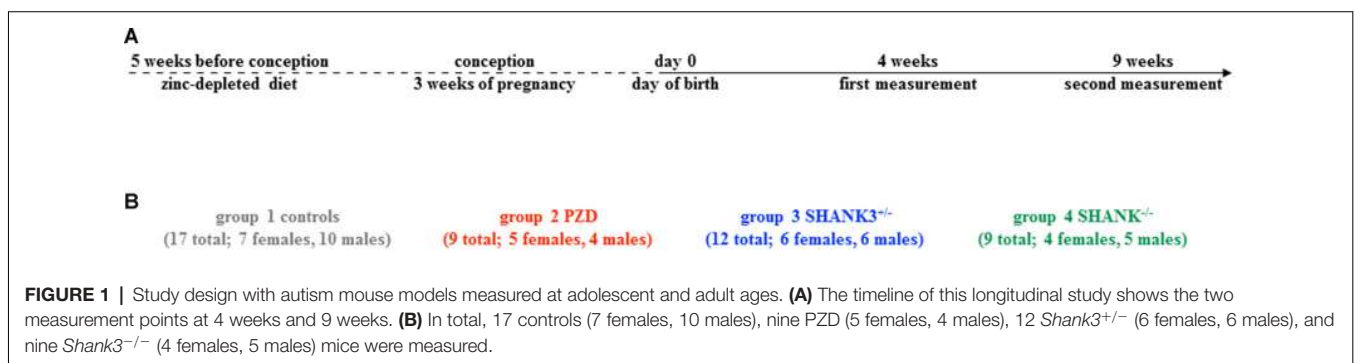 A
5 weeks before conception conception day 0 4 weeks 9 weeks
zinc-depleted diet 3 weeks of pregnancy day of birth first measurement second measurement
B
group 1 controls group 2 PZD group 3 SHANK3+/- group 4 SHANK-/-
(17 total; 7 females, 10 males) (9 total; 5 females, 4 males) (12 total; 6 females, 6 males) (9 total; 4 females, 5 males)
FIGURE 1 | Study design with autism mouse models measured at adolescent and adult ages. (A) The timeline of this longitudinal study shows the two
measurement points at 4 weeks and 9 weeks. (B) In total, 17 controls (7 females, 10 males), nine PZD (5 females, 4 males), 12 Shank3+/− (6 females, 6 males), and
nine Shank3−/− (4 females, 5 males) mice were measured.